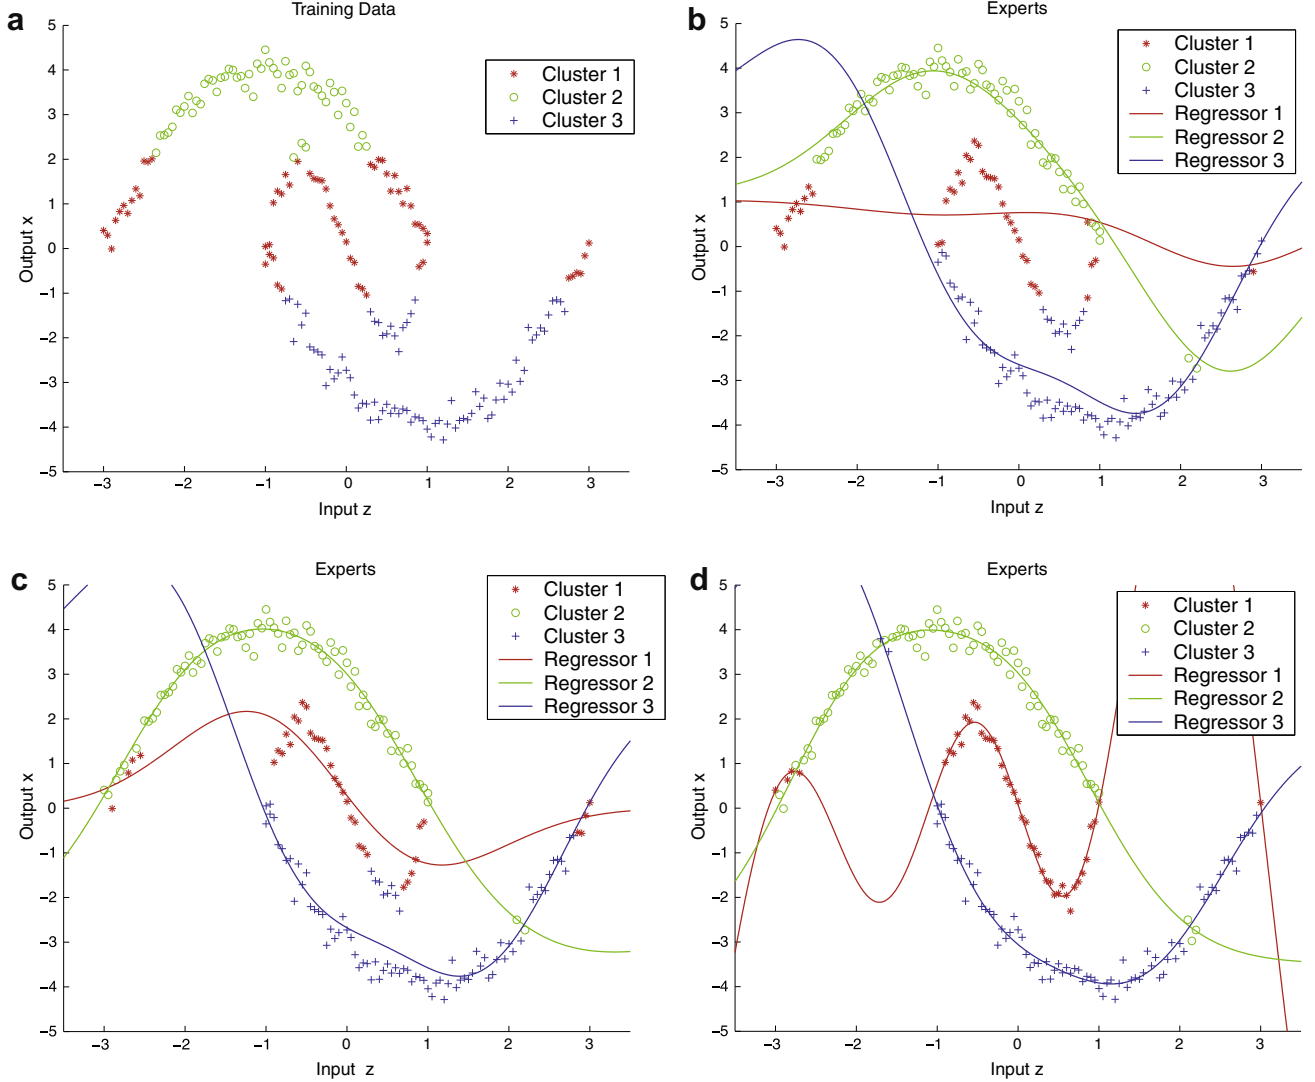 a
Training Data
5
4
3
2
1
0
−1
−2
−3
−4
−5
Output x
−3 −2 −1 0 1 2 3
Input z
Cluster 1
Cluster 2
Cluster 3
b
Experts
5
4
3
2
1
0
−1
−2
−3
−4
−5
Output x
−3 −2 −1 0 1 2 3
Input z
Cluster 1
Cluster 2
Cluster 3
Regressor 1
Regressor 2
Regressor 3
c
Experts
5
4
3
2
1
0
−1
−2
−3
−4
−5
Output x
−3 −2 −1 0 1 2 3
Input z
Cluster 1
Cluster 2
Cluster 3
Regressor 1
Regressor 2
Regressor 3
d
Experts
5
4
3
2
1
0
−1
−2
−3
−4
−5
Output x
−3 −2 −1 0 1 2 3
Input z
Cluster 1
Cluster 2
Cluster 3
Regressor 1
Regressor 2
Regressor 3